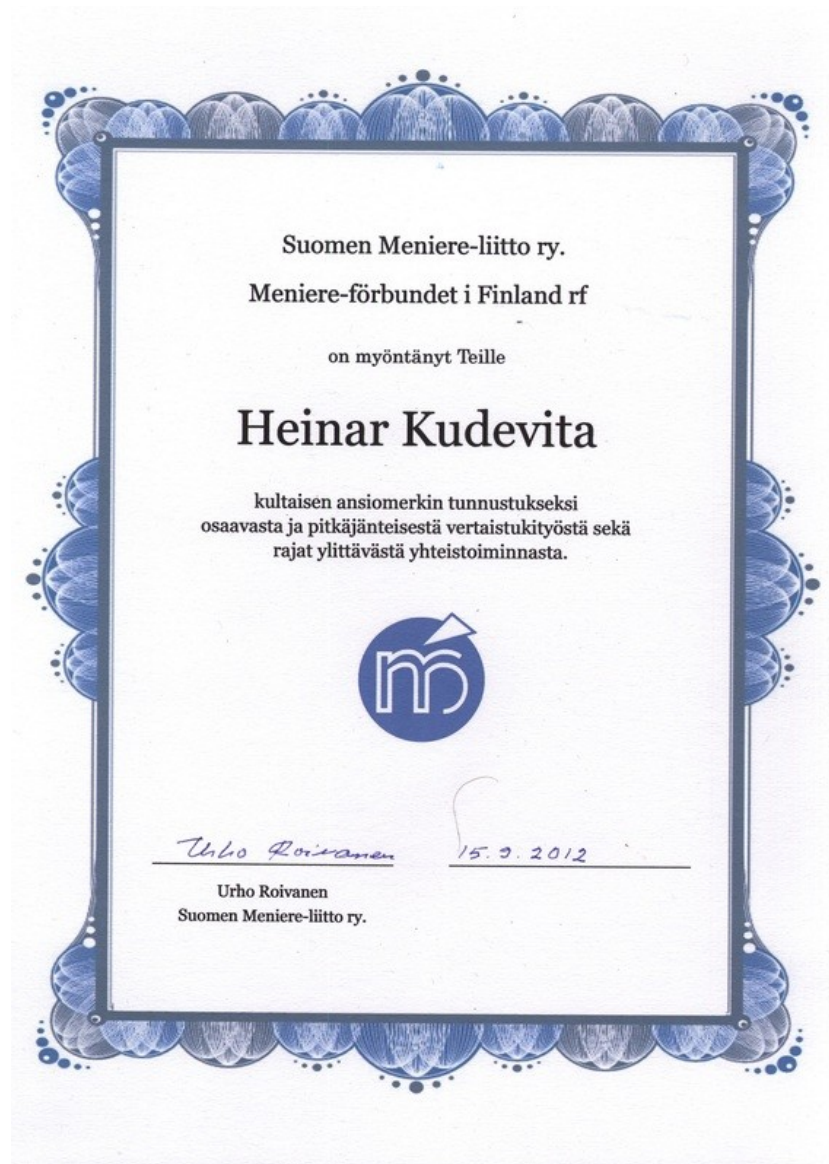 Suomen Meniere-liitto ry.
Meniere-förbundet i Finland rf
on myöntänyt Teille
Heinar Kudevita
kultaisen ansiomerkin tunnustukseksi
osaavasta ja pitkäjänteisestä vertaistukityöstä sekä
rajat ylittävästä yhteistoiminnasta.
m
Urho Roivanen 15.9.2012
Urho Roivanen
Suomen Meniere-liitto ry.